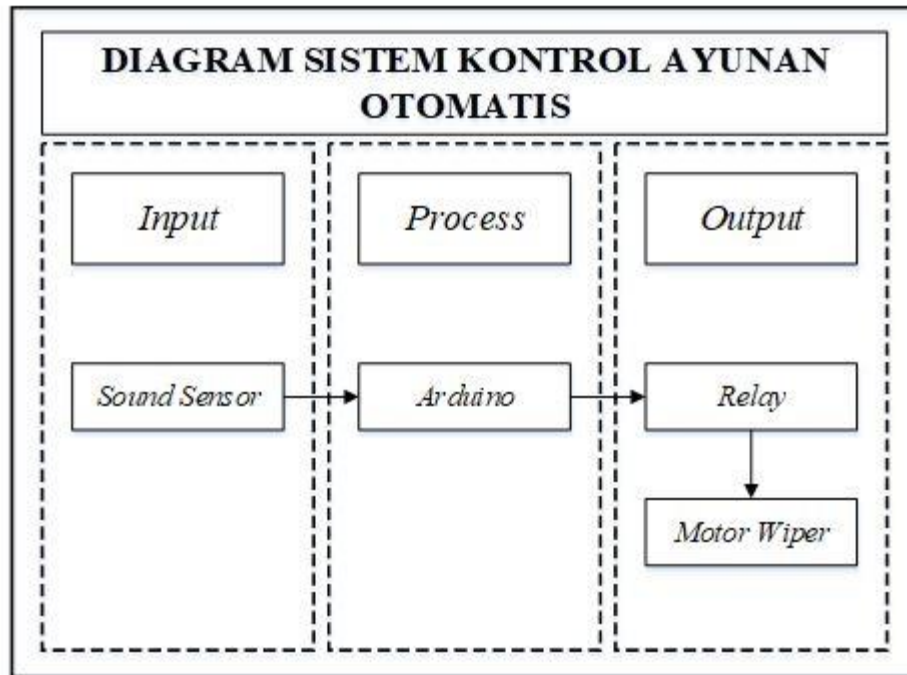 DIAGRAM SISTEM KONTROL AYUNAN
OTOMATIS
Input
Process
Output
Sound Sensor
Arduino
Relay
Motor Wiper